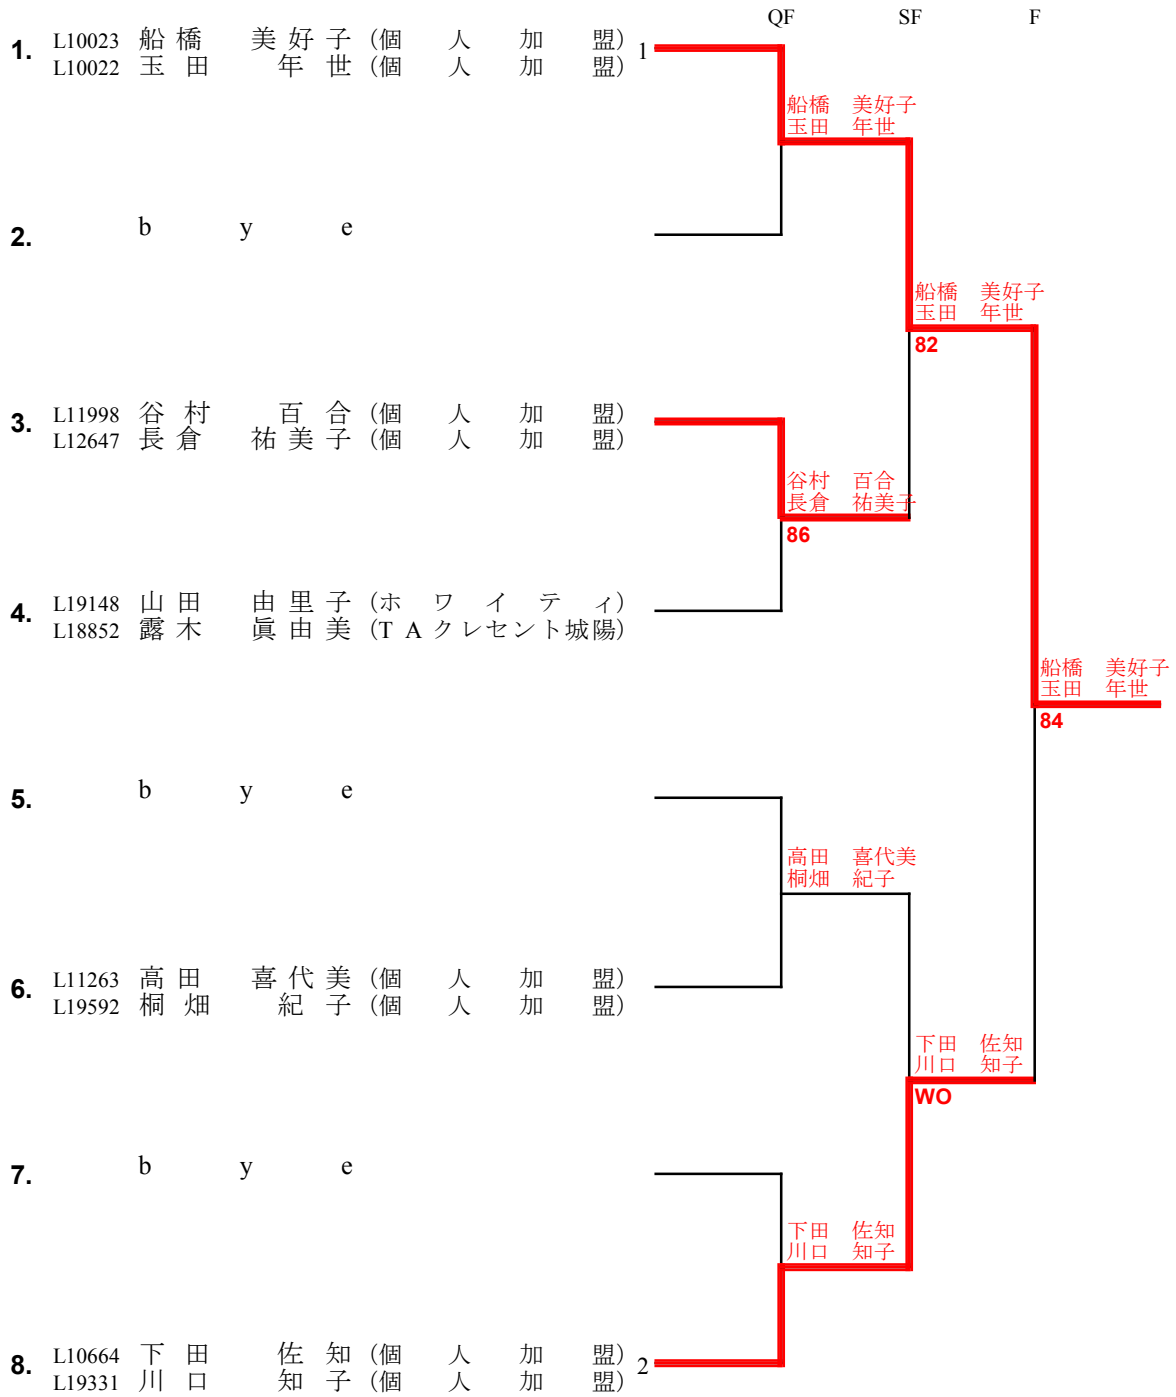 QF SF F
1. L10023 船橋 美好子 (個人加盟) 1
L10022 玉田 年世 (個人加盟)
船橋 美好子
玉田 年世
2. bye
船橋 美好子
玉田 年世
82
3. L11998 谷村 百合 (個人加盟)
L12647 長倉 祐美子 (個人加盟)
谷村 百合
長倉 祐美子
86
4. L19148 山田 由里子 (ホワイティ)
L18852 露木 眞由美 (TAクレセント城陽)
船橋 美好子
玉田 年世
84
5. bye
高田 喜代美
桐畑 紀子
6. L11263 高田 喜代美 (個人加盟)
L19592 桐畑 紀子 (個人加盟)
下田 佐知
川口 知子
WO
7. bye
下田 佐知
川口 知子
8. L10664 下田 佐知 (個人加盟) 2
L19331 川口 知子 (個人加盟)